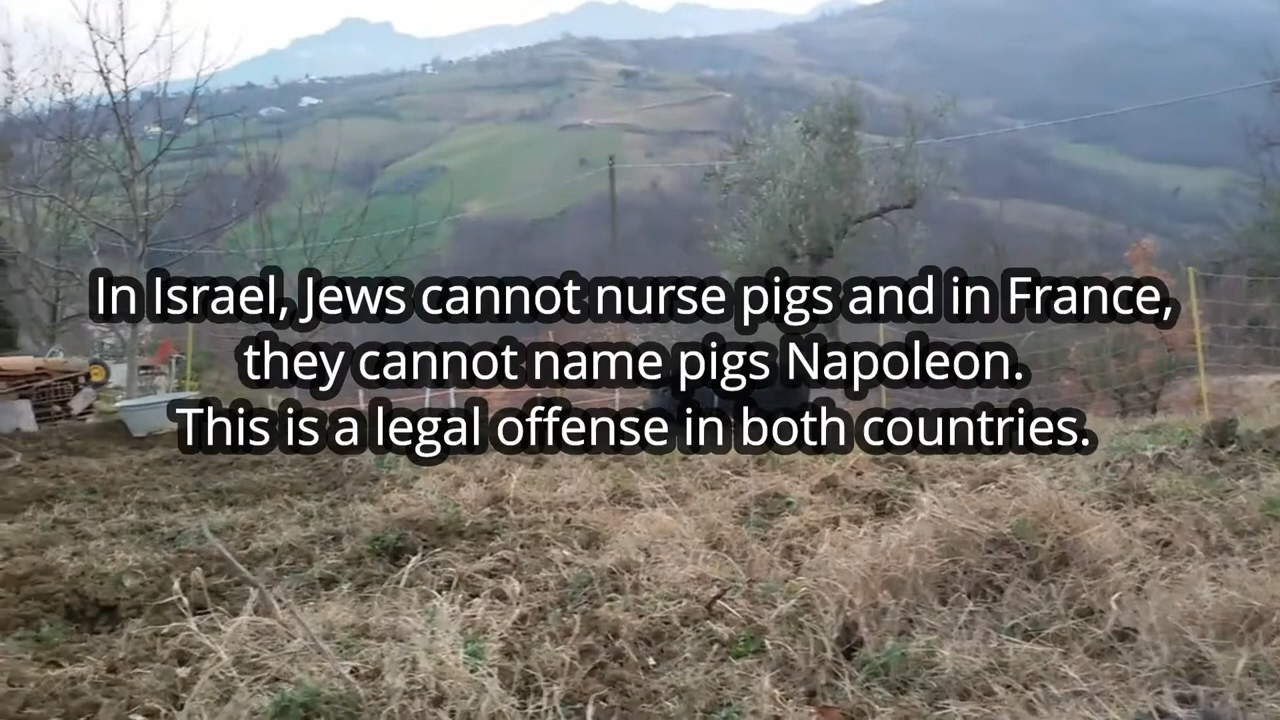 In Israel, Jews cannot nurse pigs and in France,
they cannot name pigs Napoleon.
This is a legal offense in both countries.